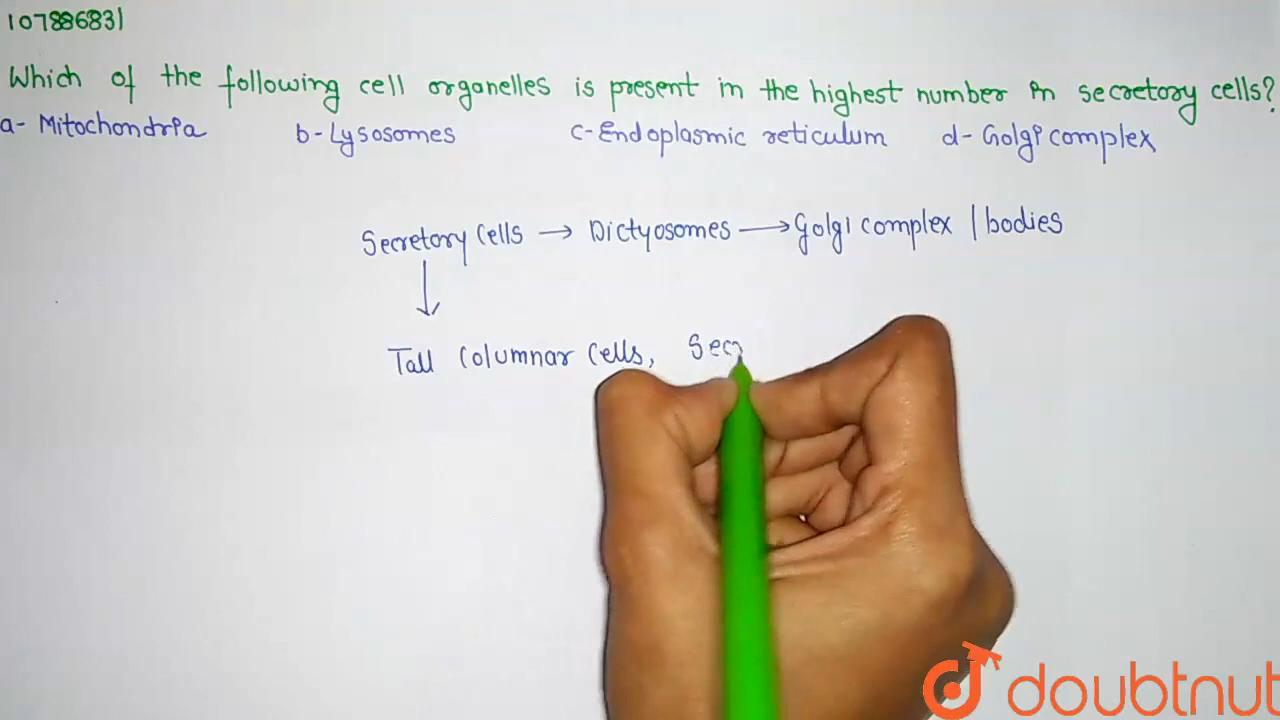 107886831
Which of the following cell organelles is present in the highest number in secretory cells?
a- Mitochondria b- Lysosomes c- Endoplasmic reticulum d- Golgi complex
Secretory Cells → Dictyosomes → Golgi complex / bodies
↓
Tall Columnar Cells, Sec
doubtnut